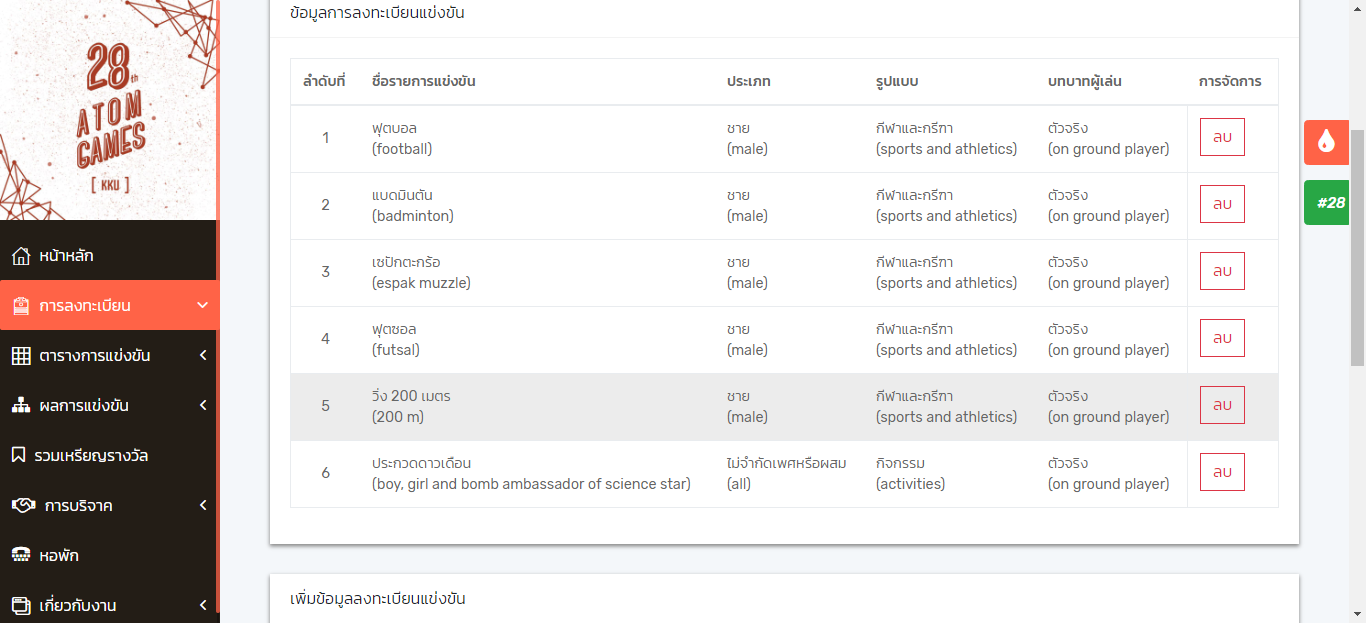 28th
ATOM
GAMES
[ KKU ]
หน้าหลัก
การลงทะเบียน
ตารางการแข่งขัน
ผลการแข่งขัน
รวมเหรียญรางวัล
การบริจาค
หอพัก
เกี่ยวกับงาน
ข้อมูลการลงทะเบียนแข่งขัน
ลำดับที่ ชื่อรายการแข่งขัน ประเภท รูปแบบ บทบาทผู้เล่น การจัดการ
1 ฟุตบอล ชาย กีฬาและกรีฑา ตัวจริง ลบ
(football) (male) (sports and athletics) (on ground player)
2 แบดมินตัน ชาย กีฬาและกรีฑา ตัวจริง ลบ
(badminton) (male) (sports and athletics) (on ground player)
3 เซปักตะกร้อ ชาย กีฬาและกรีฑา ตัวจริง ลบ
(espak muzzle) (male) (sports and athletics) (on ground player)
4 ฟุตซอล ชาย กีฬาและกรีฑา ตัวจริง ลบ
(futsal) (male) (sports and athletics) (on ground player)
5 วิ่ง 200 เมตร ชาย กีฬาและกรีฑา ตัวจริง ลบ
(200 m) (male) (sports and athletics) (on ground player)
6 ประกวดดาวเดือน ไม่จำกัดเพศหรือผสม กิจกรรม ตัวจริง ลบ
(boy, girl and bomb ambassador of science star) (all) (activities) (on ground player)
เพิ่มข้อมูลลงทะเบียนแข่งขัน
#28